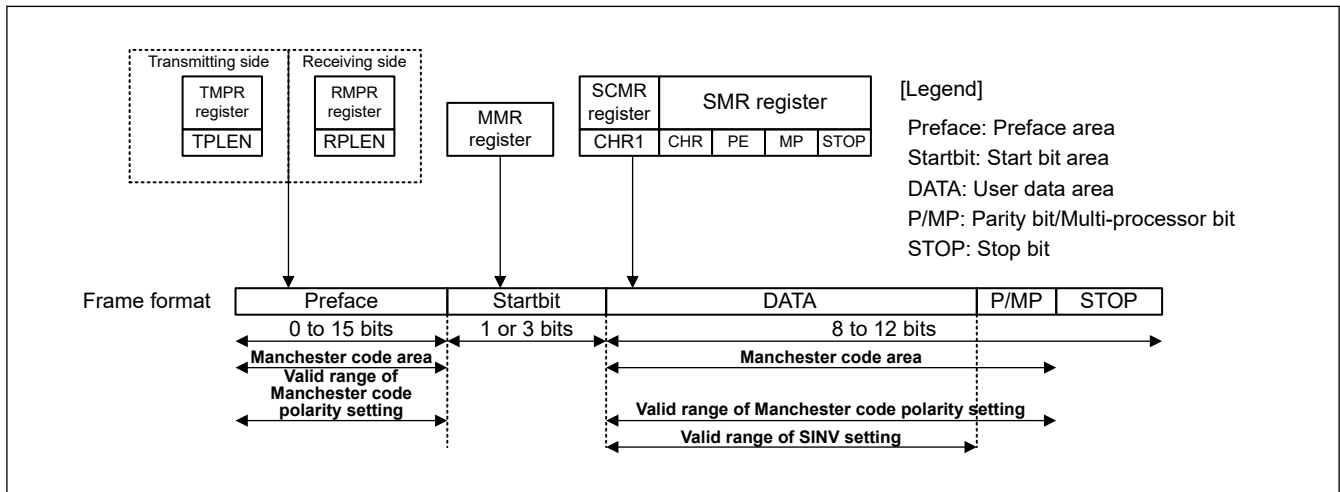 Transmitting side
Receiving side
TMPR
register
TPLEN
RMPR
register
RPLEN
MMR
register
SCMR
register
CHR1
SMR register
CHR
PE
MP
STOP
[Legend]
Preface: Preface area
Startbit: Start bit area
DATA: User data area
P/MP: Parity bit/Multi-processor bit
STOP: Stop bit
Frame format
Preface
Startbit
DATA
P/MP
STOP
0 to 15 bits
1 or 3 bits
8 to 12 bits
Manchester code area
Manchester code area
Valid range of
Manchester code
polarity setting
Valid range of Manchester code polarity setting
Valid range of SINV setting